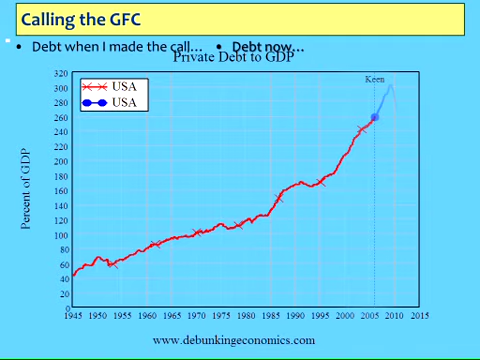 Calling the GFC
• Debt when I made the call… • Debt now…
Private Debt to GDP
Keen
USA
USA
Percent of GDP
320
300
280
260
240
220
200
180
160
140
120
100
80
60
40
20
0
1945 1950 1955 1960 1965 1970 1975 1980 1985 1990 1995 2000 2005 2010 2015
www.debunkingeconomics.com